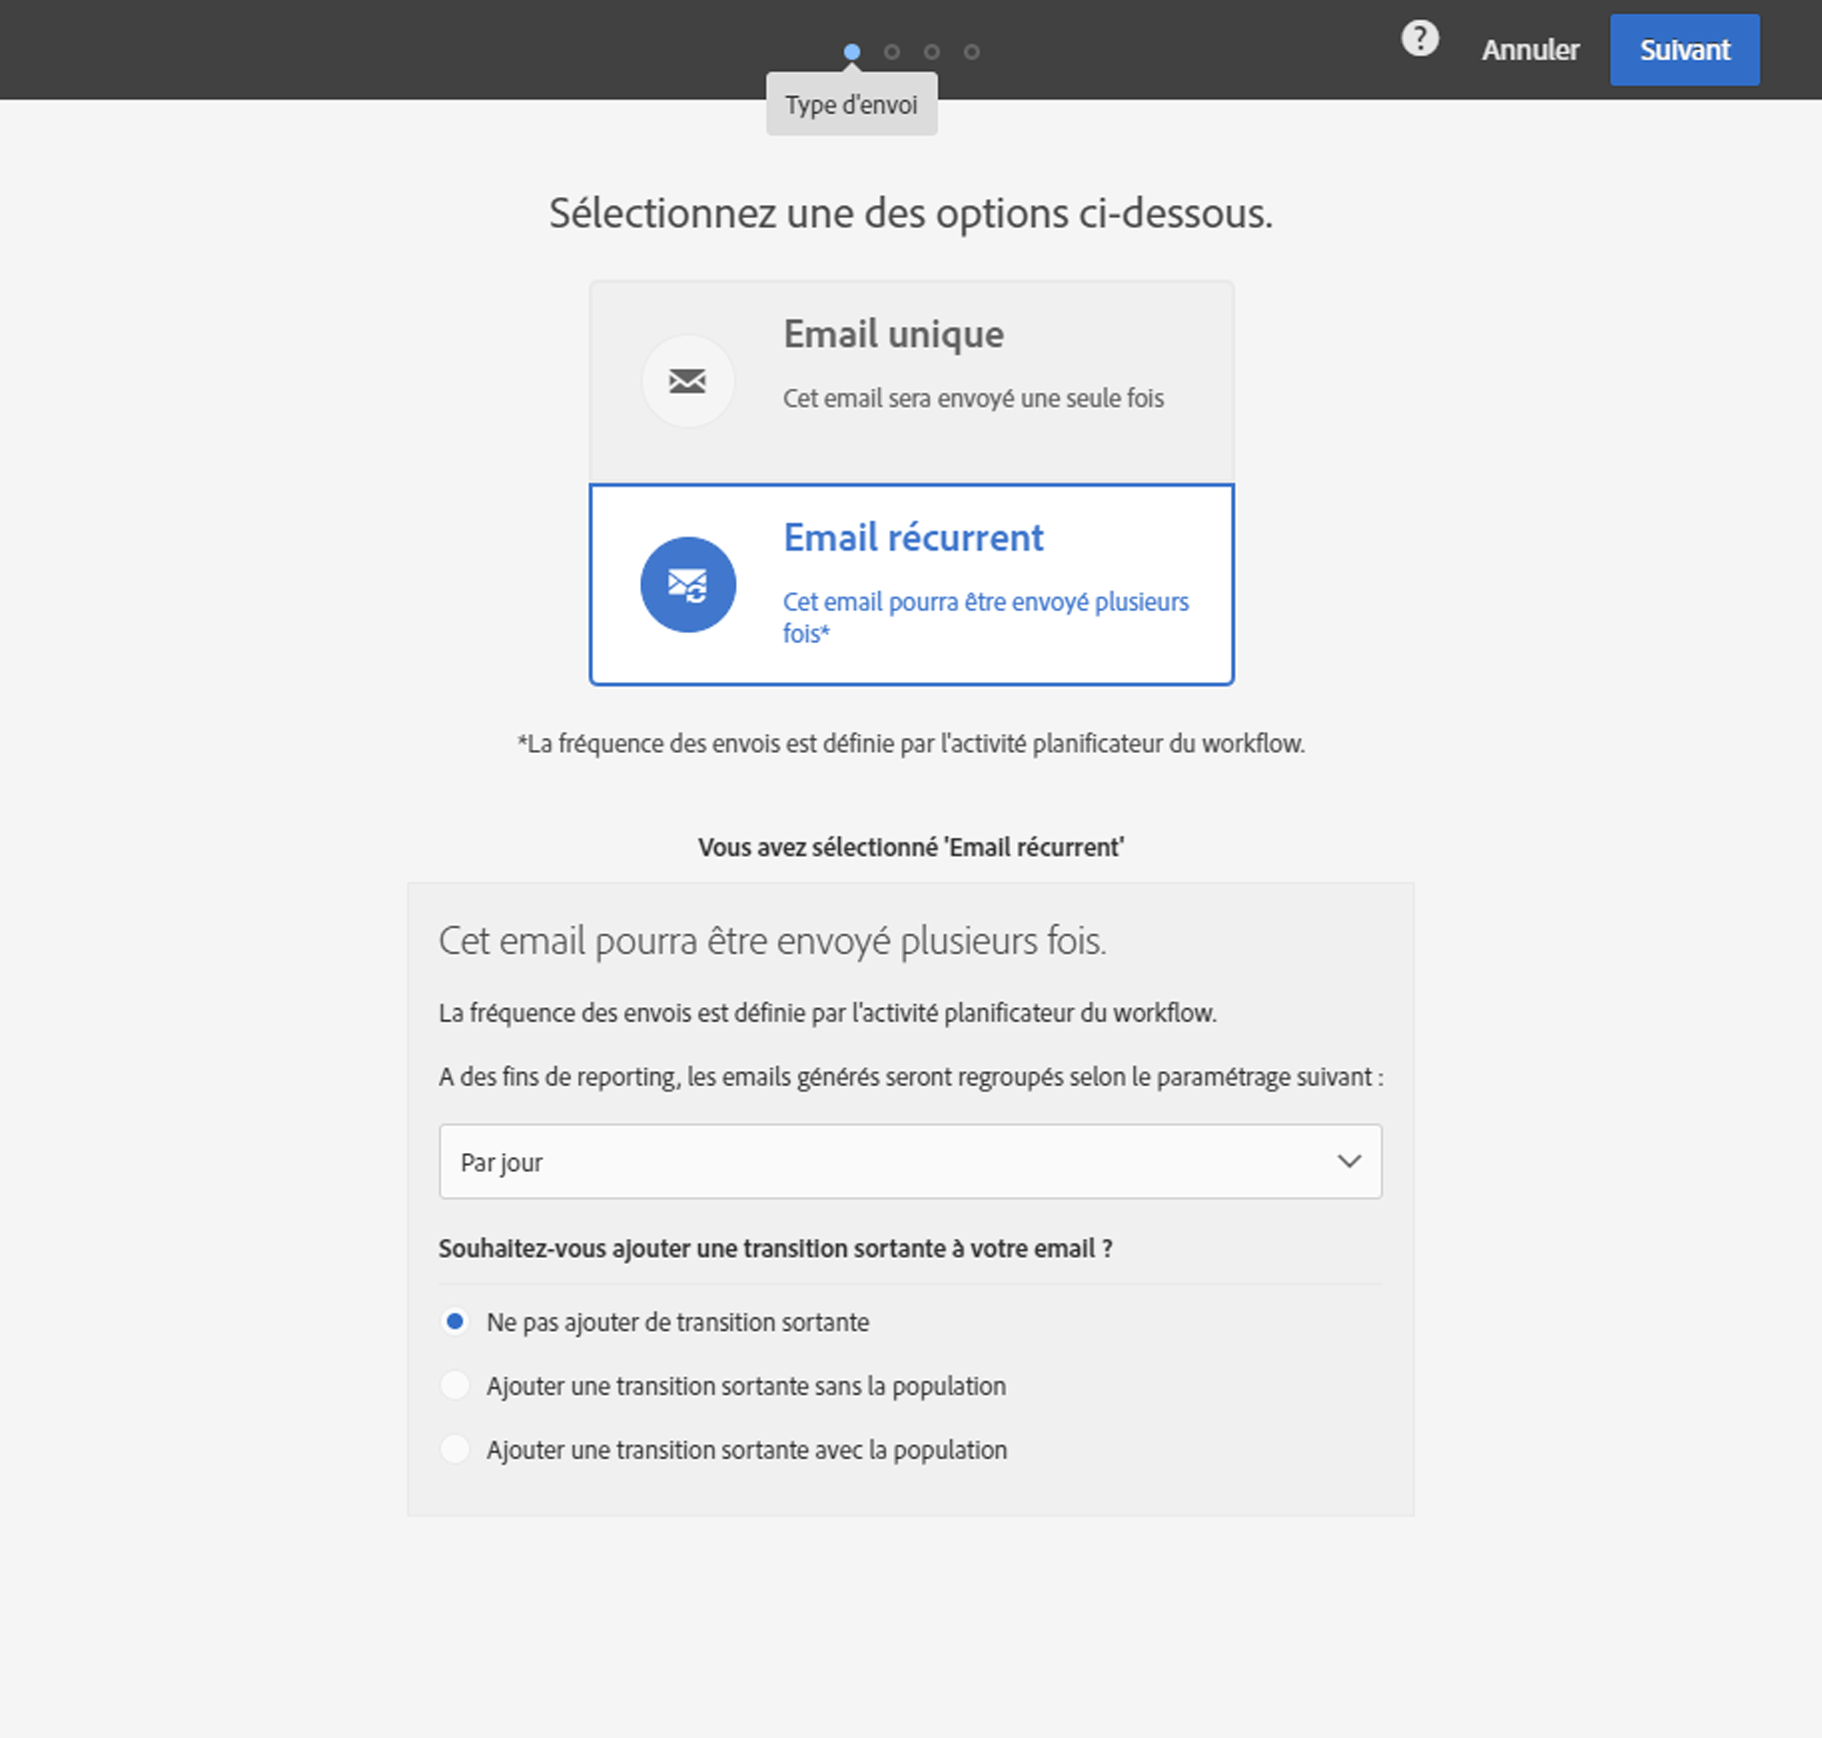 ?
Annuler
Suivant
Type d'envoi
Sélectionnez une des options ci-dessous.
Email unique
Cet email sera envoyé une seule fois
Email récurrent
Cet email pourra être envoyé plusieurs
fois*
*La fréquence des envois est définie par l'activité planificateur du workflow.
Vous avez sélectionné 'Email récurrent'
Cet email pourra être envoyé plusieurs fois.
La fréquence des envois est définie par l'activité planificateur du workflow.
A des fins de reporting, les emails générés seront regroupés selon le paramétrage suivant :
Par jour
Souhaitez-vous ajouter une transition sortante à votre email ?
Ne pas ajouter de transition sortante
Ajouter une transition sortante sans la population
Ajouter une transition sortante avec la population